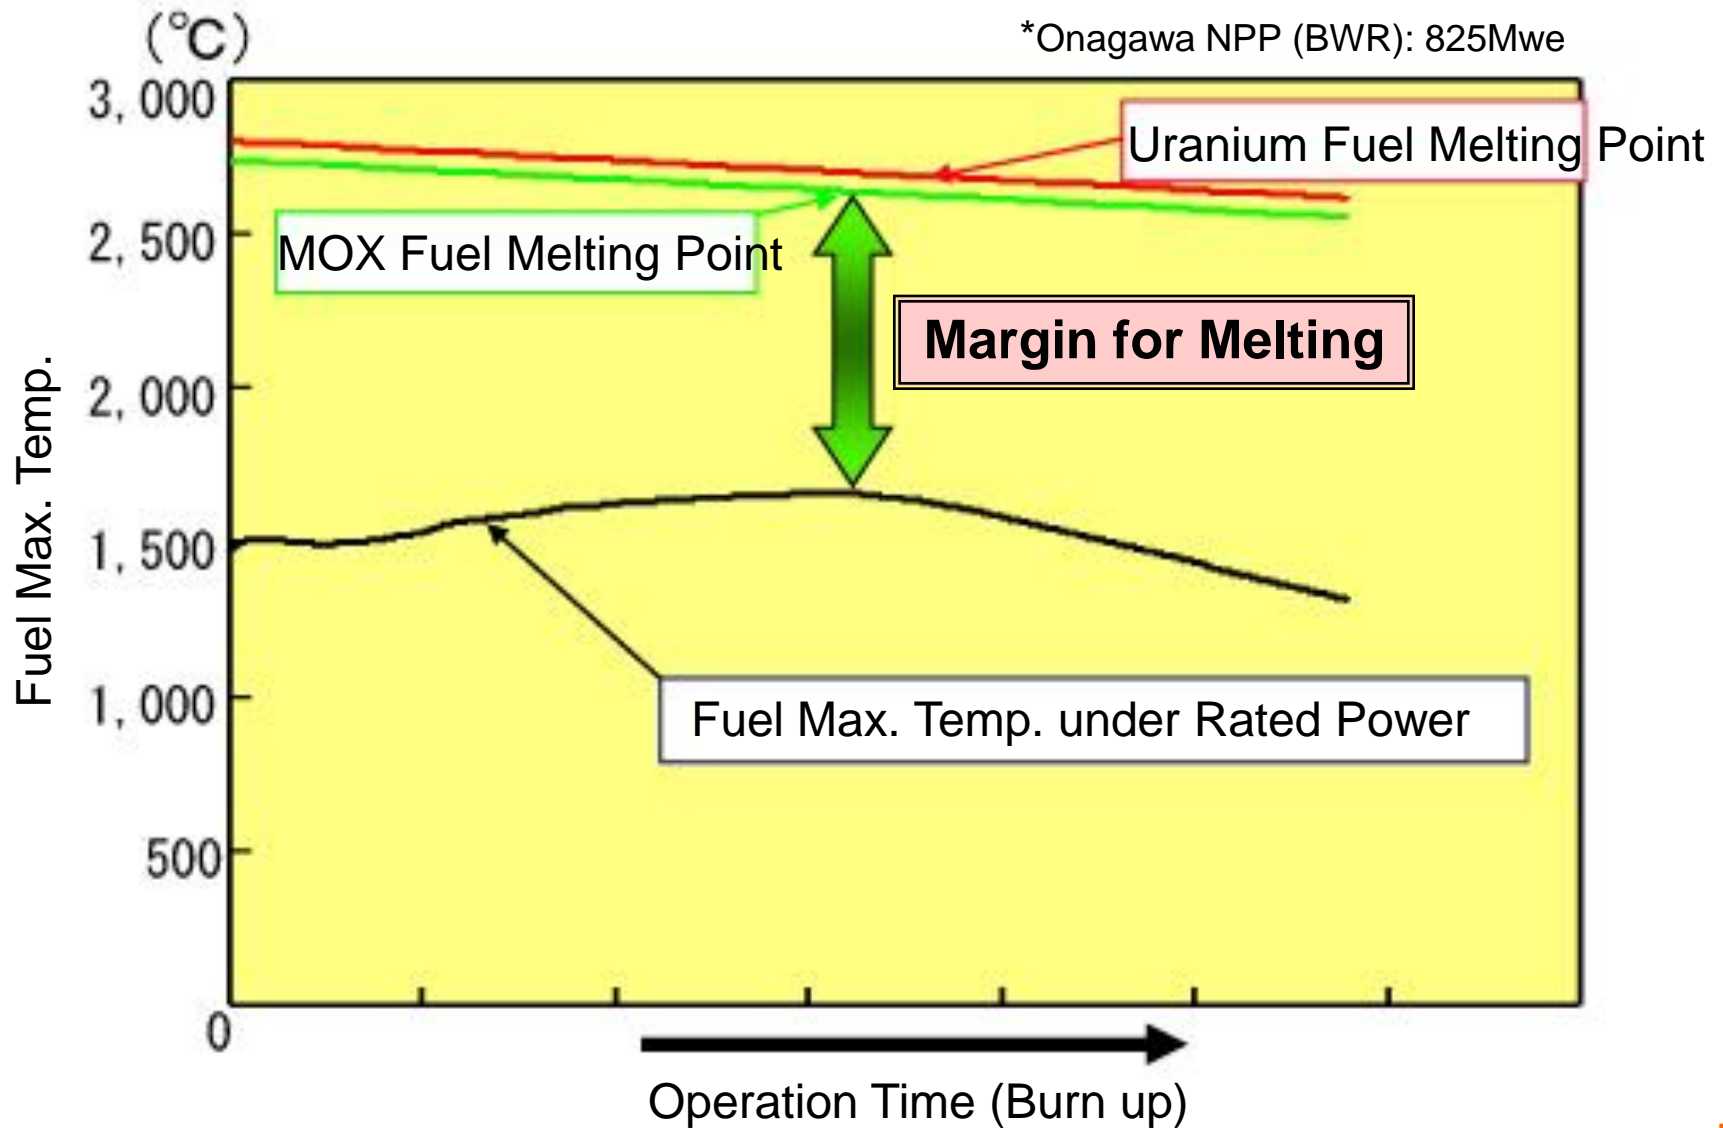 (°C)
*Onagawa NPP (BWR): 825Mwe
3,000
Uranium Fuel Melting Point
2,500
MOX Fuel Melting Point
Margin for Melting
2,000
Fuel Max. Temp.
1,500
1,000
Fuel Max. Temp. under Rated Power
500
0
Operation Time (Burn up)